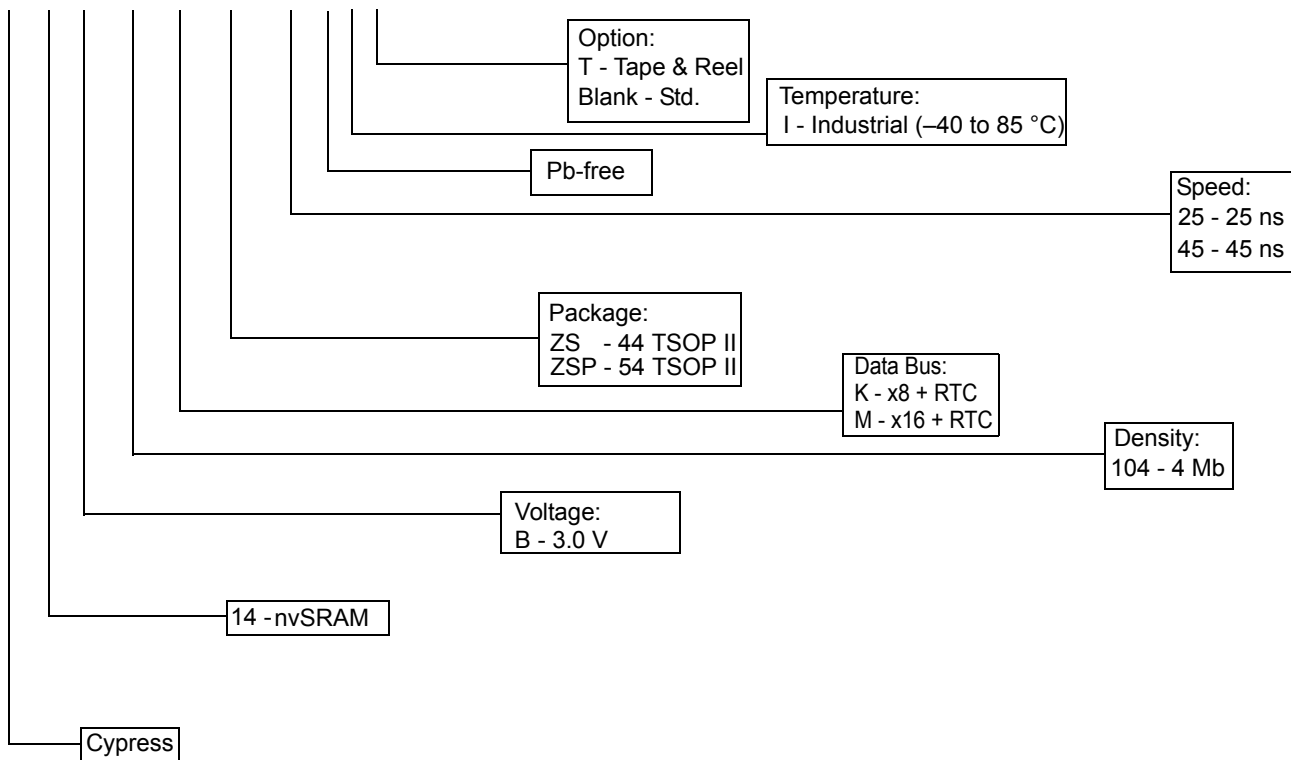 Option:
T - Tape & Reel
Blank - Std.
Temperature:
I - Industrial (–40 to 85 °C)
Pb-free
Speed:
25 - 25 ns
45 - 45 ns
Package:
ZS - 44 TSOP II
ZSP - 54 TSOP II
Data Bus:
K - x8 + RTC
M - x16 + RTC
Density:
104 - 4 Mb
Voltage:
B - 3.0 V
14 - nvSRAM
Cypress